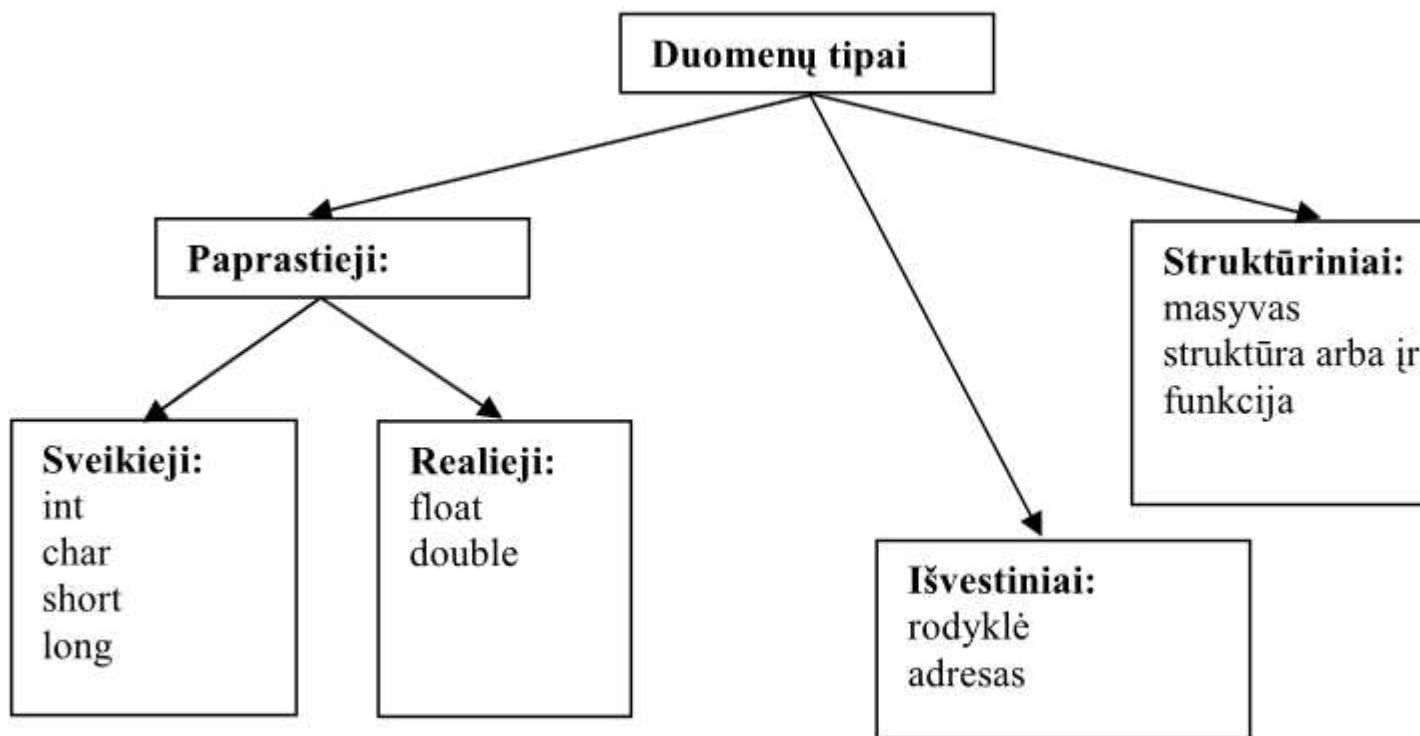 Duomenų tipai
Paprastieji:
Struktūriniai:
masyvas
struktūra arba
funkcija
Sveikieji:
int
char
short
long
Realieji:
float
double
Išvestiniai:
rodyklė
adresas